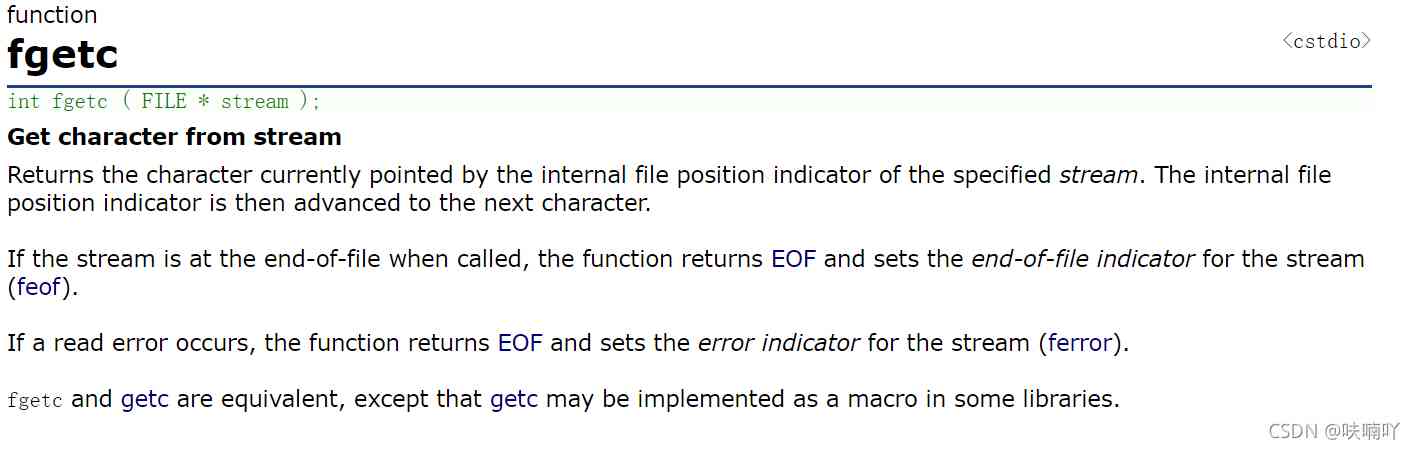 function
fgetc
<cstdio>
int fgetc ( FILE * stream );
Get character from stream
Returns the character currently pointed by the internal file position indicator of the specified stream. The internal file
position indicator is then advanced to the next character.
If the stream is at the end-of-file when called, the function returns EOF and sets the end-of-file indicator for the stream
(feof).
If a read error occurs, the function returns EOF and sets the error indicator for the stream (ferror).
fgetc and getc are equivalent, except that getc may be implemented as a macro in some libraries.
CSDN @呋喃吖